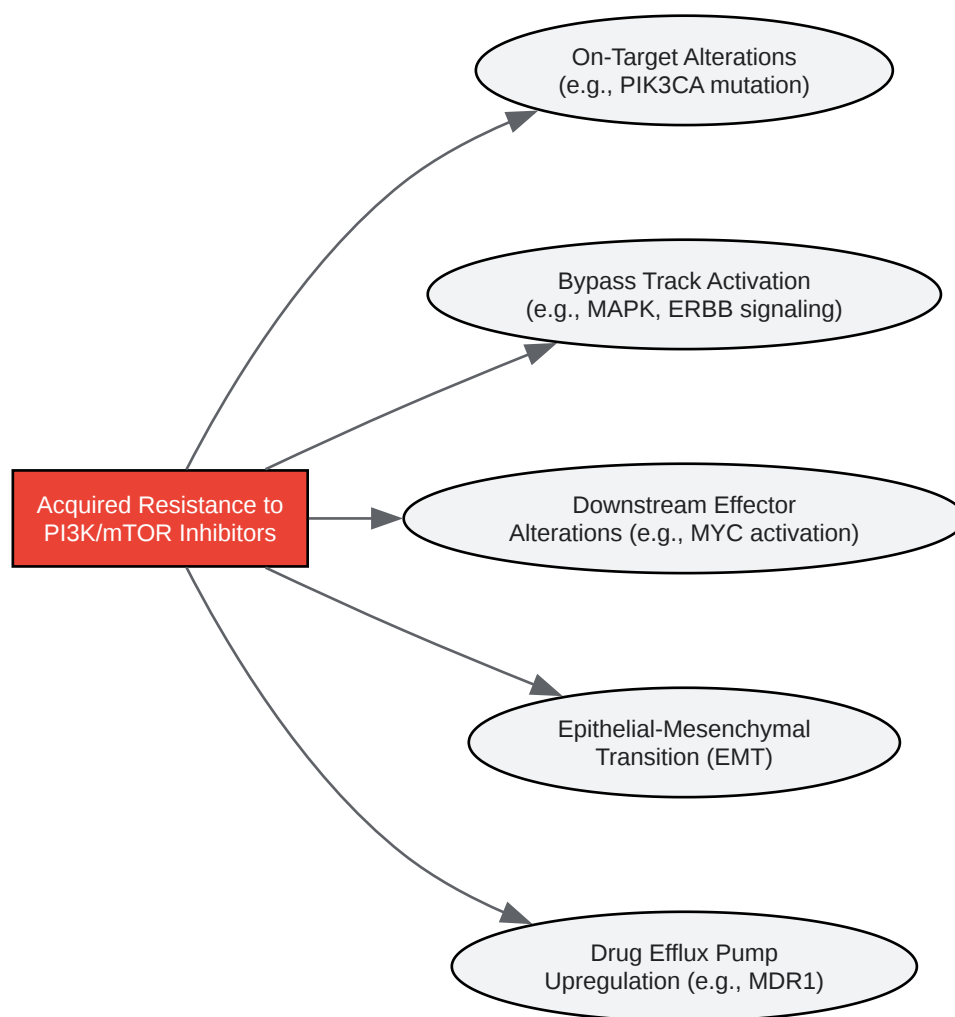 On-Target Alterations
(e.g., PIK3CA mutation)
Bypass Track Activation
(e.g., MAPK, ERBB signaling)
Acquired Resistance to
PI3K/mTOR Inhibitors
Downstream Effector
Alterations (e.g., MYC activation)
Epithelial-Mesenchymal
Transition (EMT)
Drug Efflux Pump
Upregulation (e.g., MDR1)